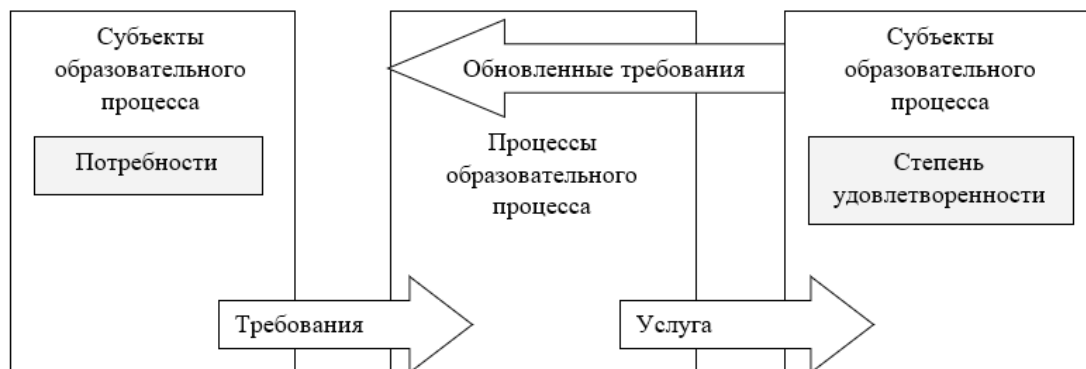 Субъекты
образовательного
процесса
Потребности
Обновленные требования
Процессы
образовательного
процесса
Субъекты
образовательного
процесса
Степень
удовлетворенности
Требования
Услуга